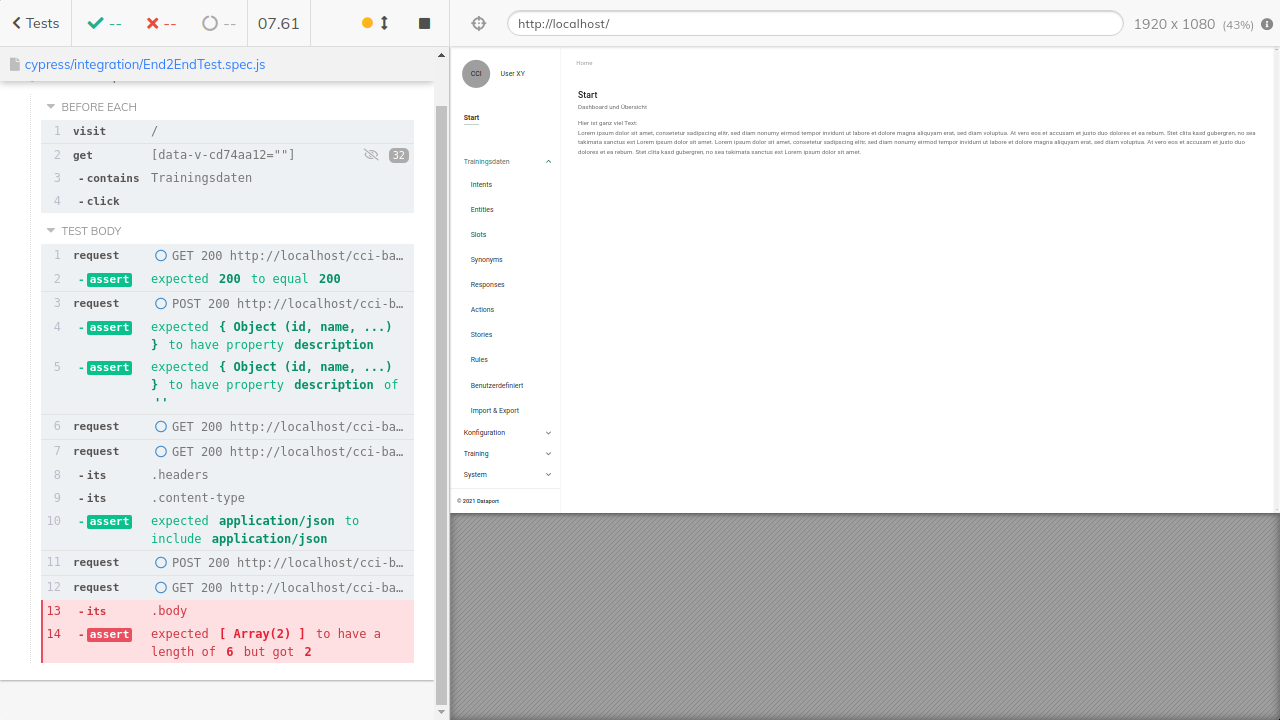 Tests
--
--
--
07.61
http://localhost/
1920 x 1080 (43%)
cypress/integration/End2EndTest.spec.js
BEFORE EACH
1 visit /
2 get [data-v-cd74aa12=""] 32
3 -contains Trainingsdaten
4 -click
TEST BODY
1 request GET 200 http://localhost/cci-ba…
2 -assert expected 200 to equal 200
3 request POST 200 http://localhost/cci-b…
4 -assert expected { Object (id, name, ...)
} to have property description
5 -assert expected { Object (id, name, ...)
} to have property description of
''
6 request GET 200 http://localhost/cci-ba…
7 request GET 200 http://localhost/cci-ba…
8 -its .headers
9 -its .content-type
10 -assert expected application/json to
include application/json
11 request POST 200 http://localhost/cci-b…
12 request GET 200 http://localhost/cci-ba…
13 -its .body
14 -assert expected [ Array(2) ] to have a
length of 6 but got 2
CCI
User XY
Start
Trainingsdaten
Intents
Entities
Slots
Synonyms
Responses
Actions
Stories
Rules
Benutzerdefiniert
Import & Export
Konfiguration
Training
System
© 2021 Dataport
Home
Start
Dashboard und Übersicht
Hier ist ganz viel Text:
Lorem ipsum dolor sit amet, consetetur sadipscing elitr, sed diam nonumy eirmod tempor invidunt ut labore et dolore magna aliquyam erat, sed diam voluptua. At vero eos et accusam et justo duo dolores et ea rebum. Stet clita kasd gubergren, no sea
takimata sanctus est Lorem ipsum dolor sit amet. Lorem ipsum dolor sit amet, consetetur sadipscing elitr, sed diam nonumy eirmod tempor invidunt ut labore et dolore magna aliquyam erat, sed diam voluptua. At vero eos et accusam et justo duo
dolores et ea rebum. Stet clita kasd gubergren, no sea takimata sanctus est Lorem ipsum dolor sit amet.